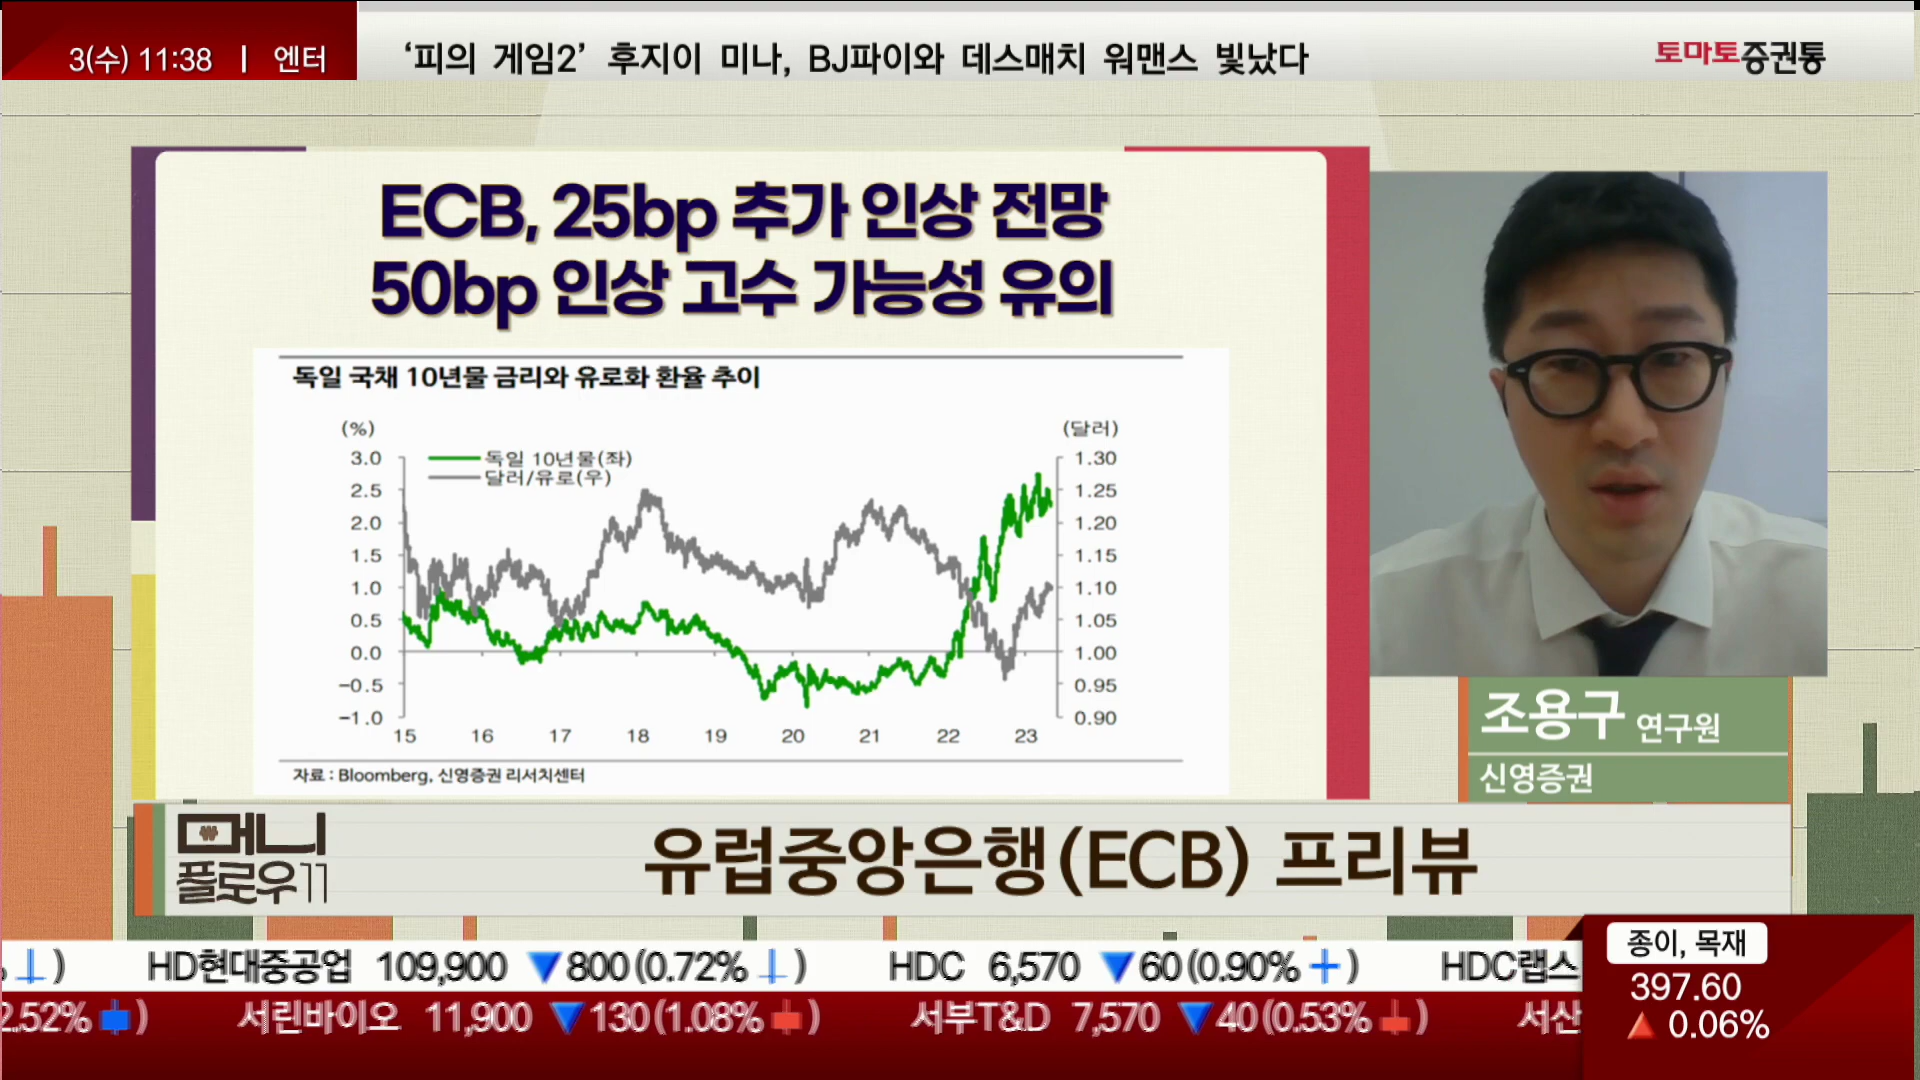 3(수) 11:38 | 엔터
‘피의 게임2’ 후지이 미나, BJ파이와 데스매치 워맨스 빛났다
토마토증권통
ECB, 25bp 추가 인상 전망
50bp 인상 고수 가능성 유의
독일 국채 10년물 금리와 유로화 환율 추이
(%)
(달러)
독일 10년물(좌)
달러/유로(우)
3.0
2.5
2.0
1.5
1.0
0.5
0.0
−0.5
−1.0
1.30
1.25
1.20
1.15
1.10
1.05
1.00
0.95
0.90
15 16 17 18 19 20 21 22 23
자료 : Bloomberg, 신영증권 리서치센터
조용구 연구원
신영증권
머니
플로우11
유럽중앙은행(ECB) 프리뷰
) HD현대중공업 109,900 ▼800(0.72% ) HDC 6,570 ▼60(0.90% ) HDC랩스
2.52% ) 서린바이오 11,900 ▼130(1.08% ) 서부T&D 7,570 ▼40(0.53% ) 서산
종이, 목재
397.60
▲ 0.06%